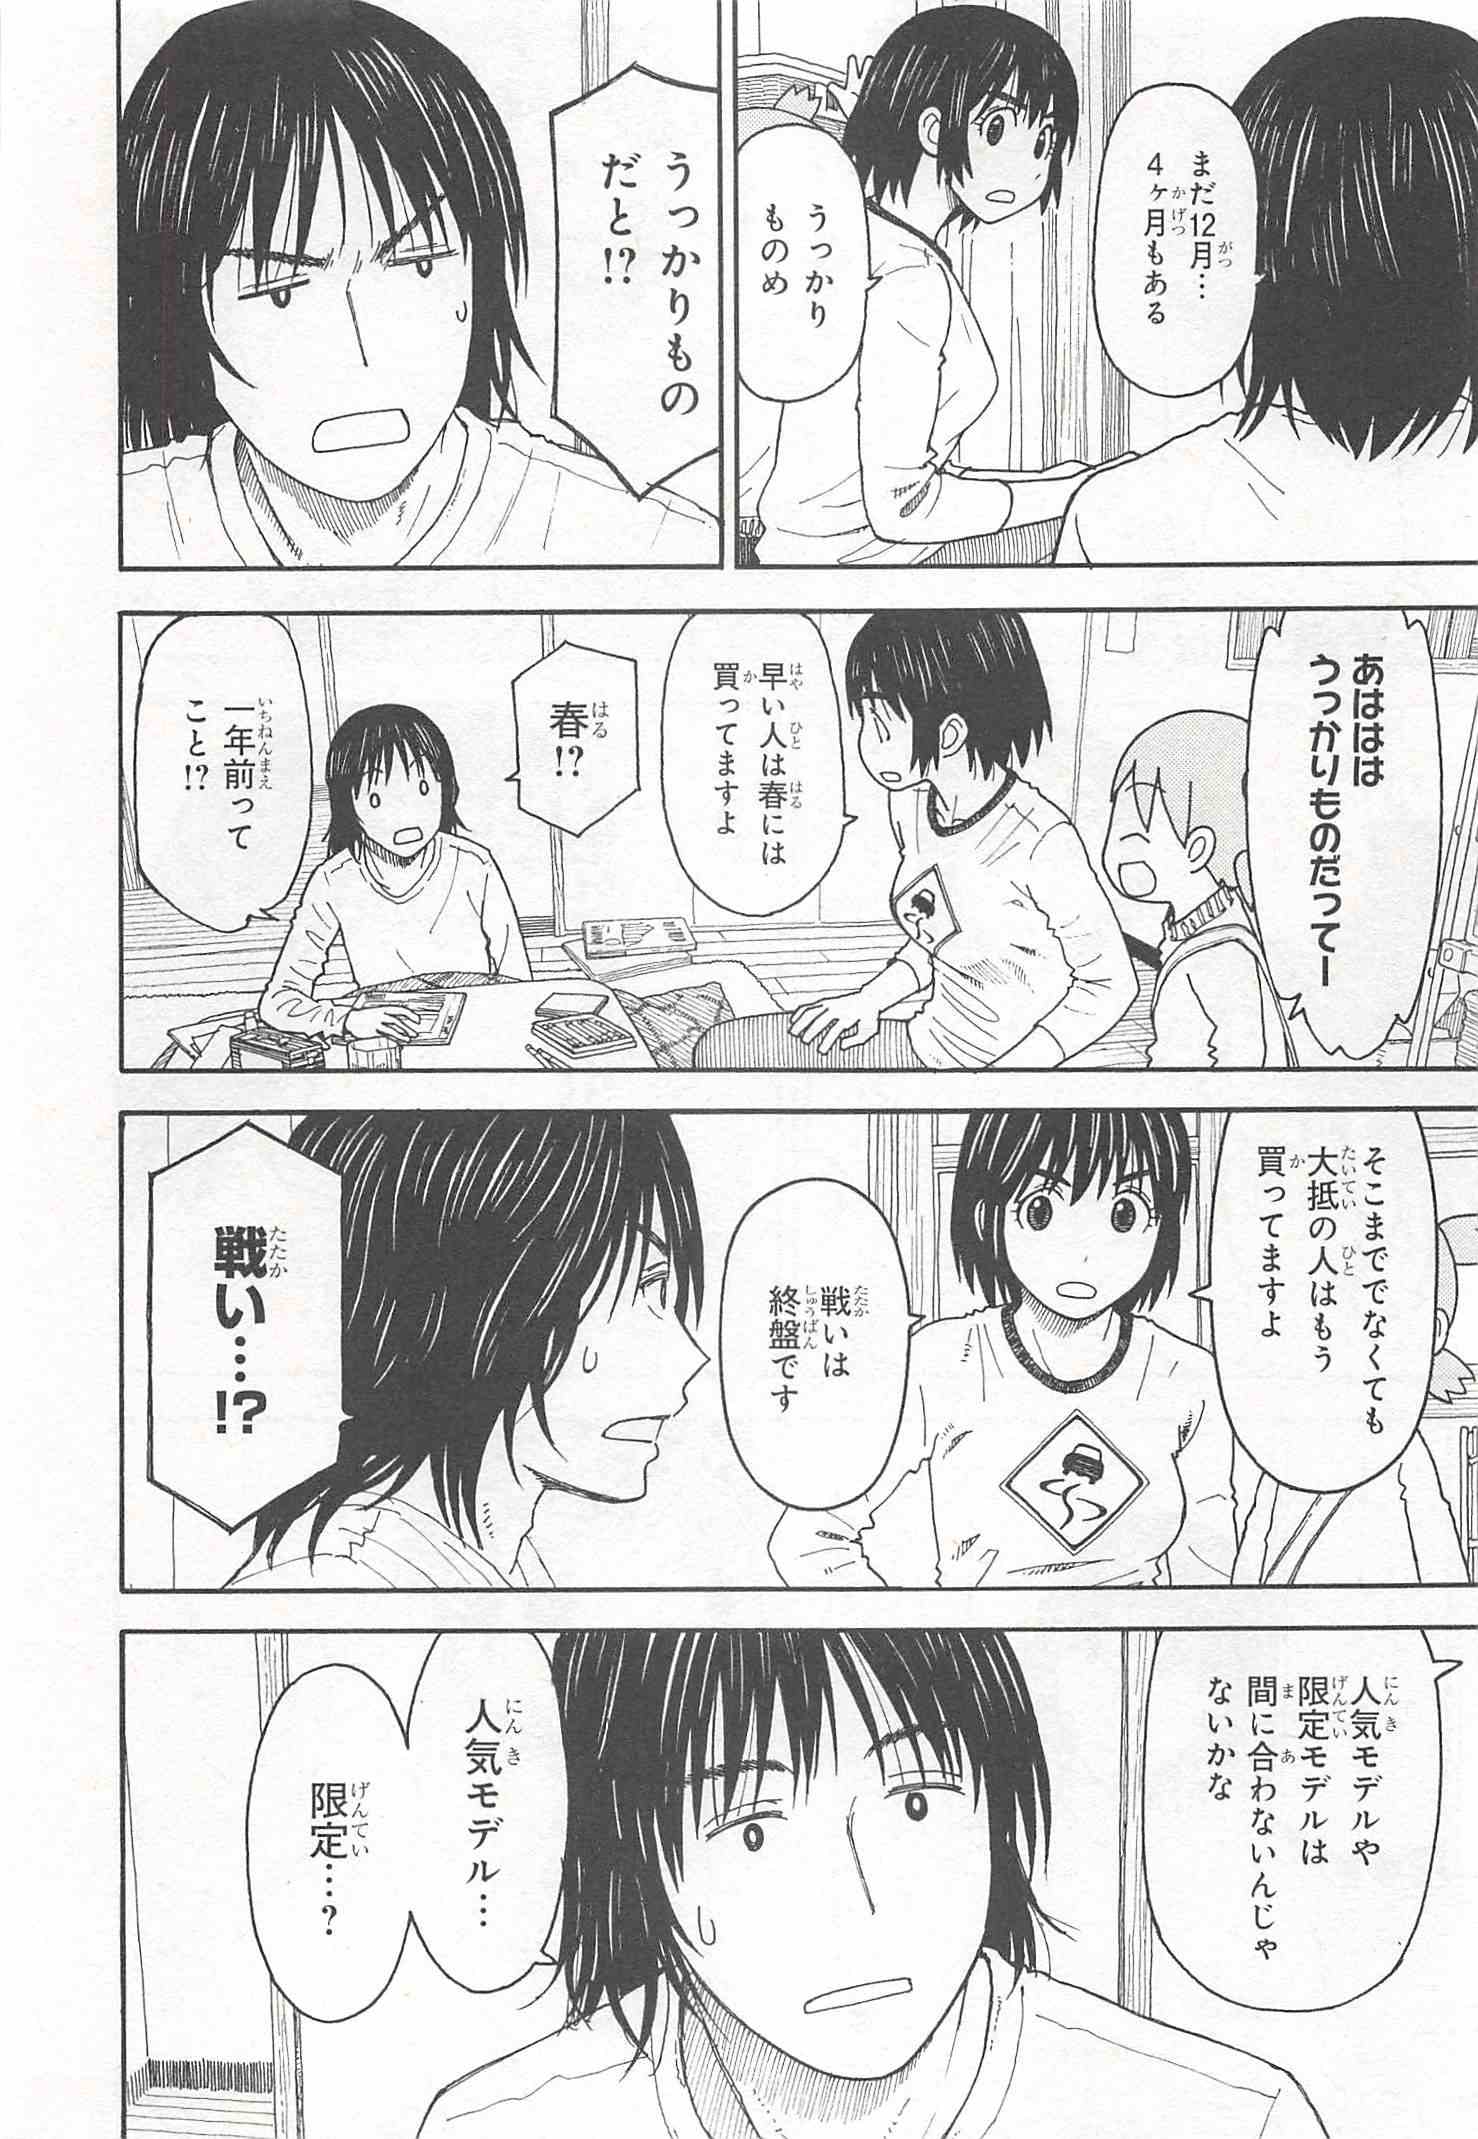 まだ12月…
4ヶ月もある
うっかり
ものめ
うっかりもの
だと!?
あははは
うっかりものだってー
早い人は春には
買ってますよ
春!?
一年前って
こと!?
そこまででなくても
大抵の人はもう
買ってますよ
戦いは
終盤です
戦い…!?
人気モデルや
限定モデルは
間に合わないんじゃ
ないかな
人気モデル…
限定…?